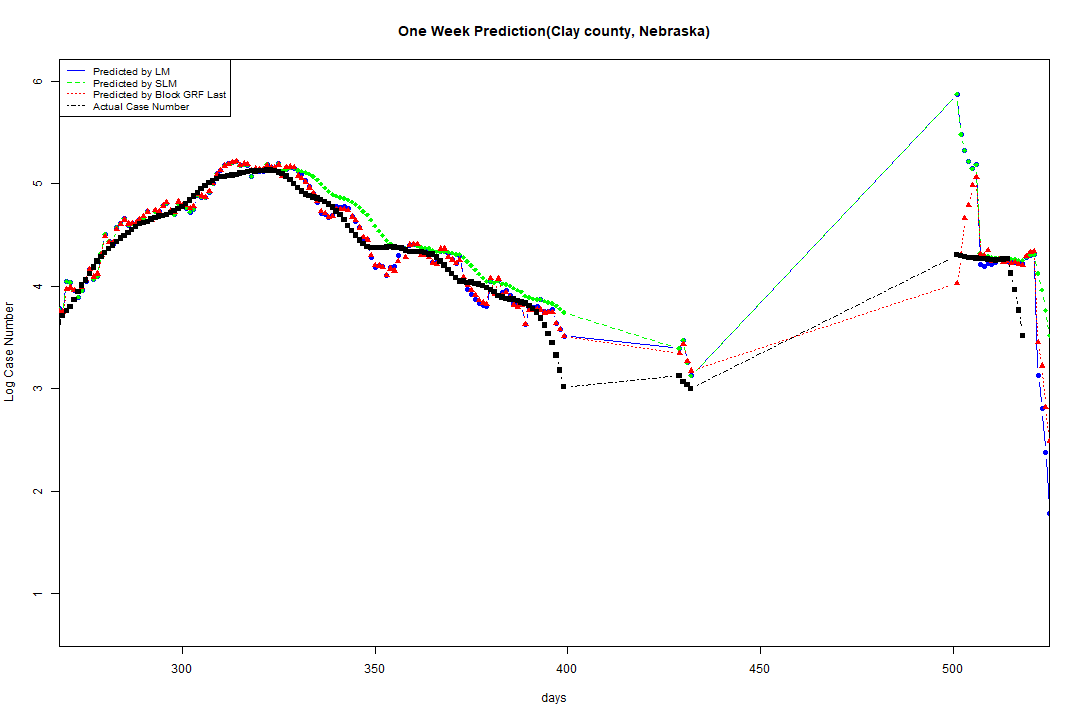 One Week Prediction(Clay county, Nebraska)
Predicted by LM
Predicted by SLM
Predicted by Block GRF Last
Actual Case Number
6
5
4
3
2
1
Log Case Number
300 350 400 450 500
days